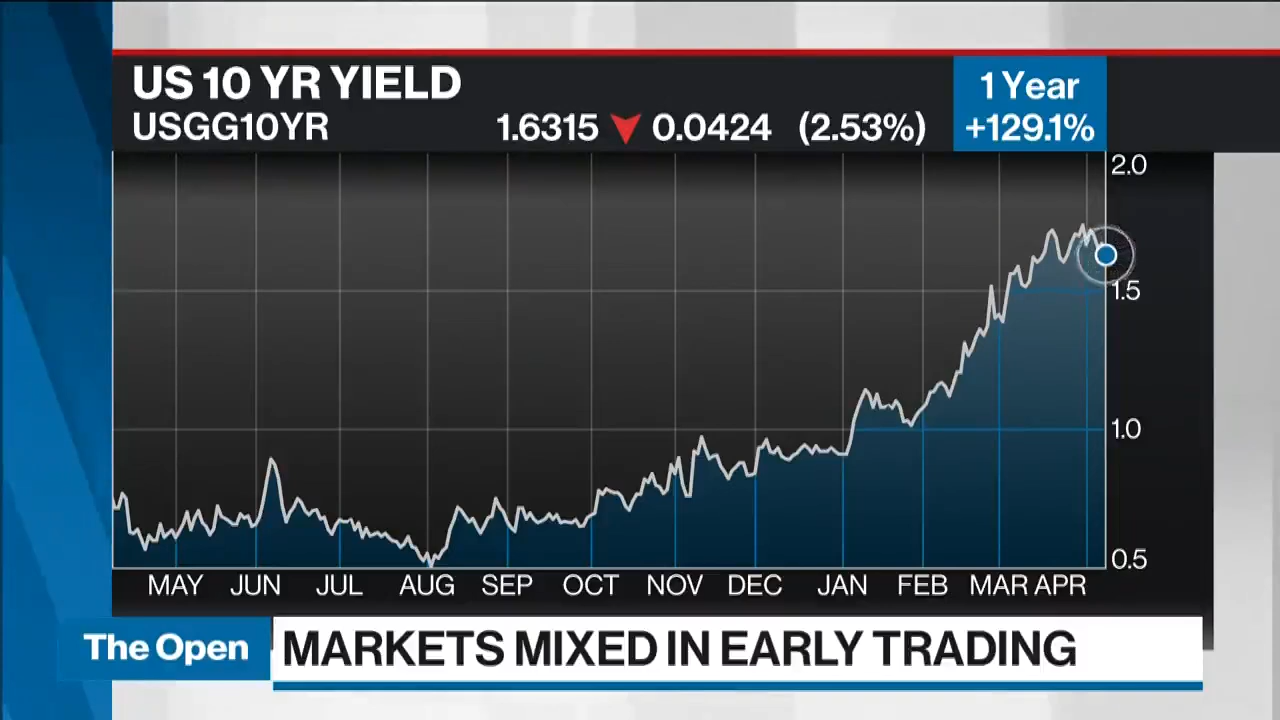 US 10 YR YIELD
USGG10YR 1.6315 ▼ 0.0424 (2.53%)
1 Year
+129.1%
2.0
1.5
1.0
0.5
MAY JUN JUL AUG SEP OCT NOV DEC JAN FEB MAR APR
The Open
MARKETS MIXED IN EARLY TRADING